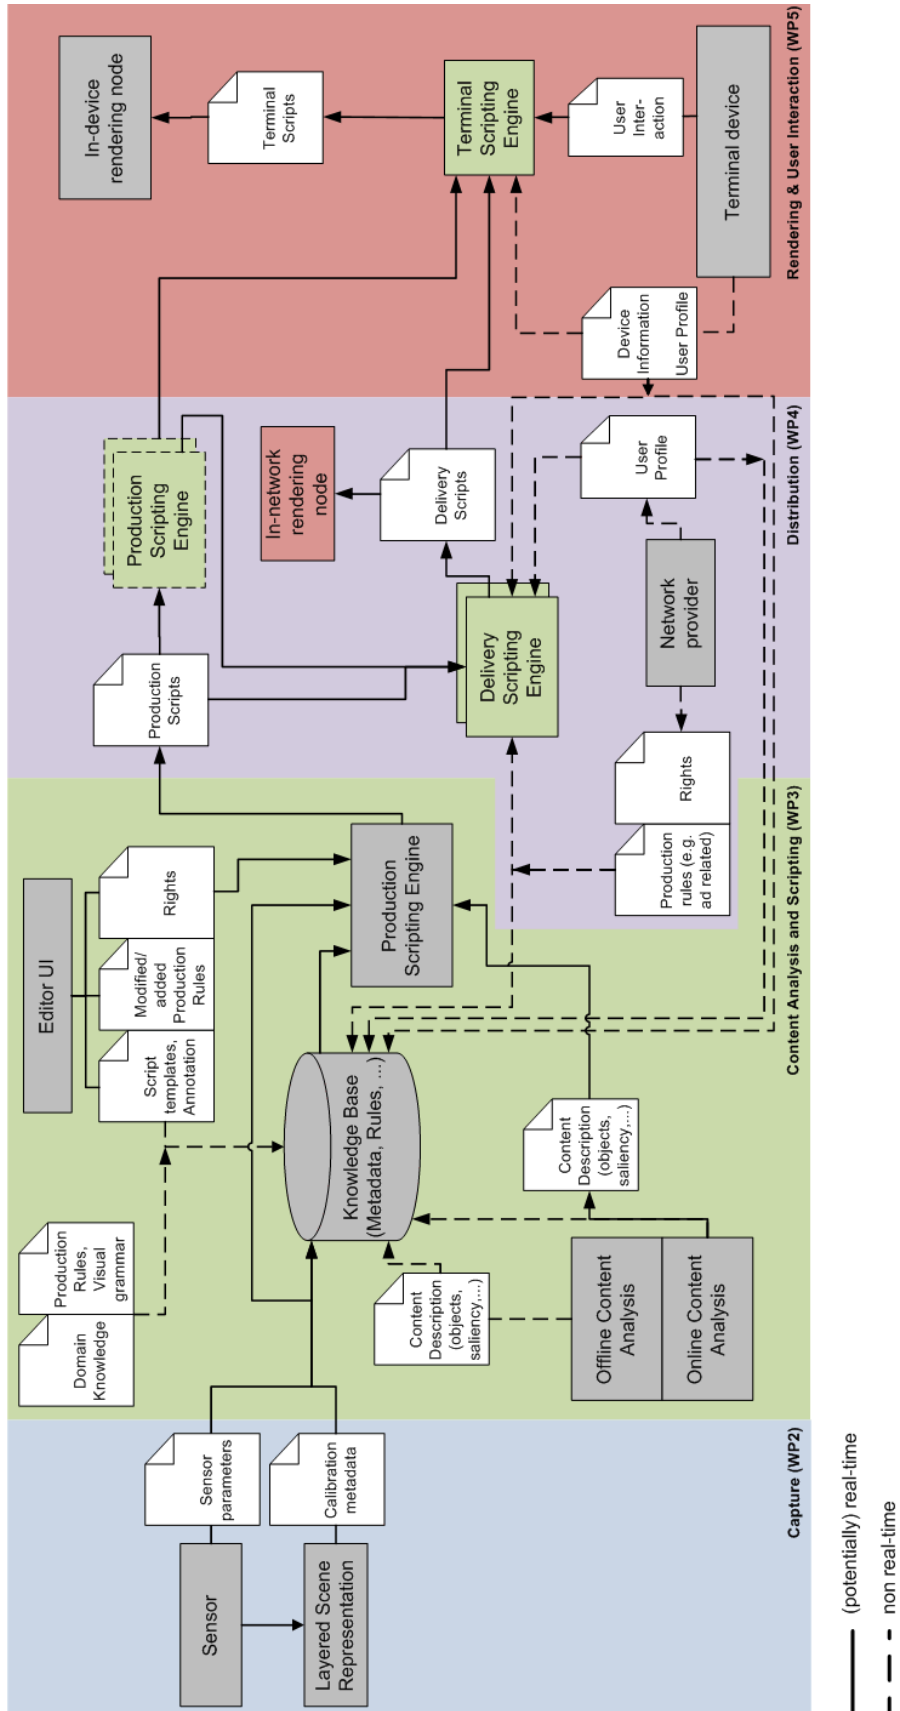 Sensor
Layered Scene
Representation
Sensor
parameters
Calibration
metadata
Capture (WP2)
Domain
Knowledge
Production
Rules,
Visual
grammar
Editor UI
Script
templates,
Annotation
Modified/
added
Production
Rules
Rights
Knowledge Base
(Metadata, Rules, ...)
Production
Scripting Engine
Content
Description
(objects,
saliency,...)
Offline Content
Analysis
Online Content
Analysis
Content
Description
(objects,
saliency,...)
Content Analysis and Scripting (WP3)
Production
rules (e.g.
ad related)
Rights
Production
Scripts
Production
Scripting
Engine
In-network
rendering
node
Delivery
Scripts
Delivery
Scripting
Engine
User
Profile
Network
provider
Distribution (WP4)
In-device
rendering node
Terminal
Scripts
Terminal
Scripting
Engine
User
Inter-
action
Terminal device
Device
Information
User Profile
Rendering & User Interaction (WP5)
(potentially) real-time
non real-time